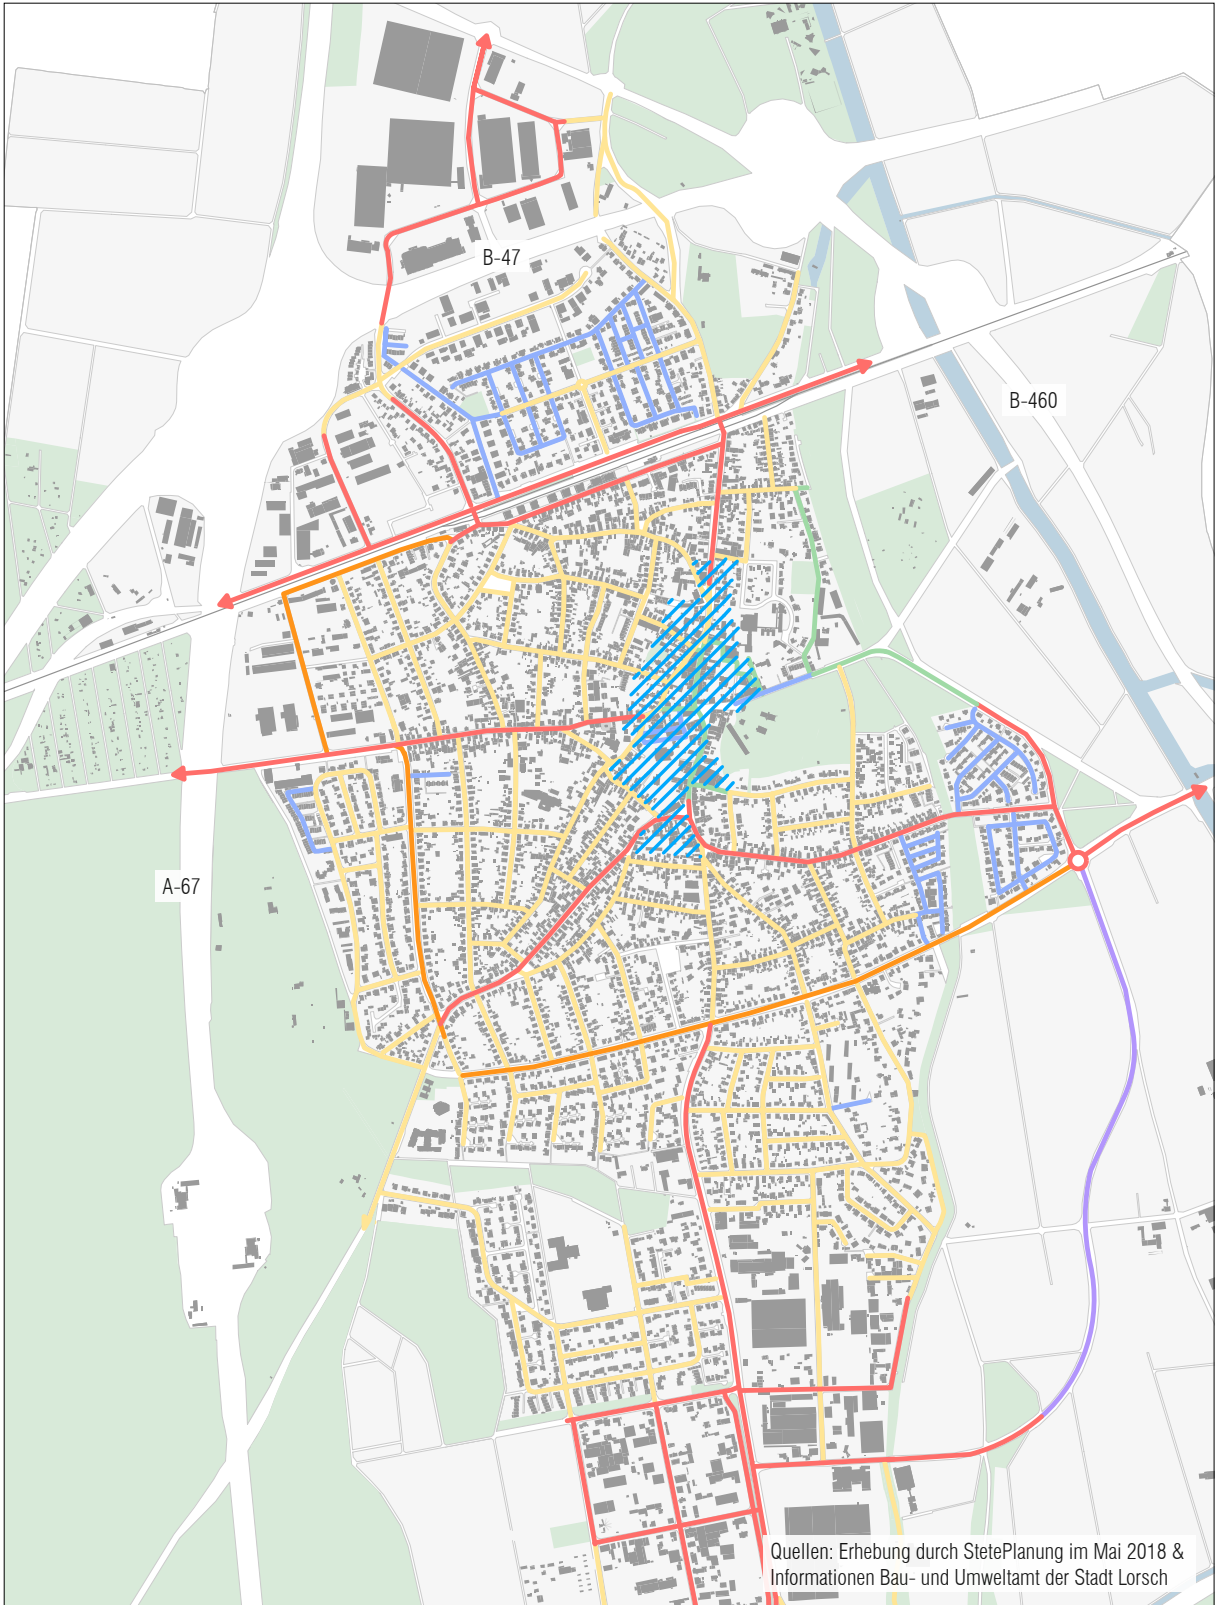 B-47
B-460
A-67
Quellen: Erhebung durch StetePlanung im Mai 2018 &
Informationen Bau- und Umweltamt der Stadt Lorsch